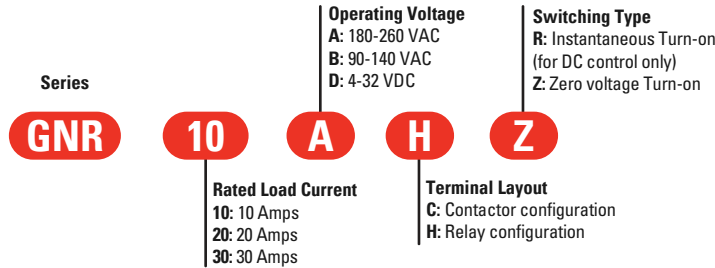 Operating Voltage
A: 180-260 VAC
B: 90-140 VAC
D: 4-32 VDC
Switching Type
R: Instantaneous Turn-on
(for DC control only)
Z: Zero voltage Turn-on
Series
GNR
10
A
H
Z
Rated Load Current
10: 10 Amps
20: 20 Amps
30: 30 Amps
Terminal Layout
C: Contactor configuration
H: Relay configuration